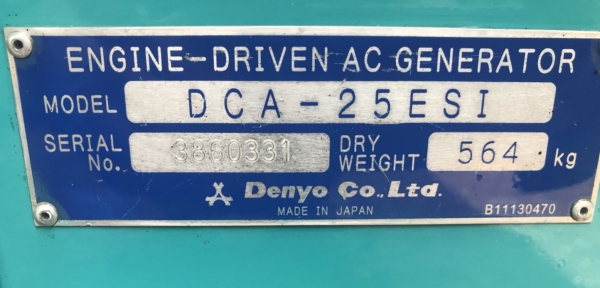 ENGINE-DRIVEN AC GENERATOR
MODEL DCA-25ESI
SERIAL No. 3860331 DRY WEIGHT 564 kg
Denyo Co., Ltd.
MADE IN JAPAN B11130470